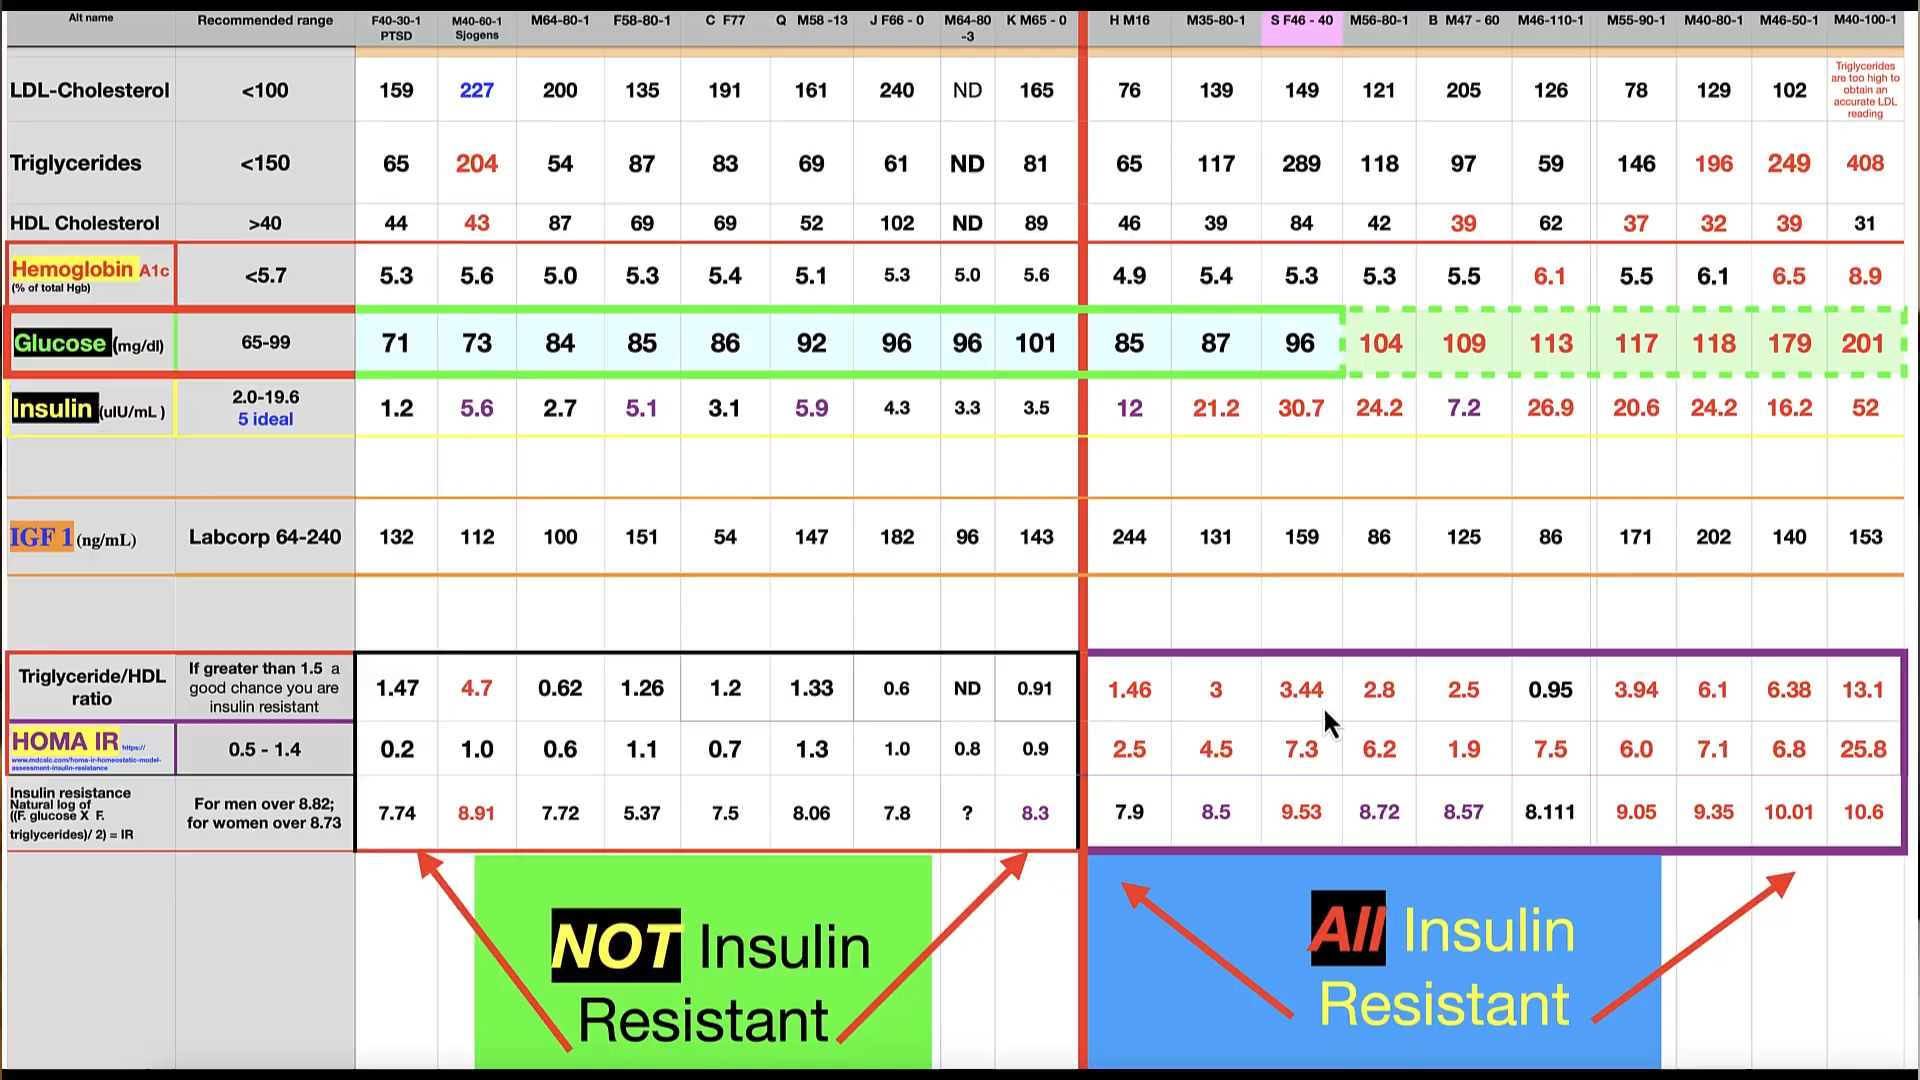 Alt name Recommended range F40-30-1 PTSD M40-60-1 Sjogens M64-80-1 F58-80-1 C F77 Q M58 -13 J F66 - 0 M64-80 -3 K M65 - 0 H M16 M35-80-1 S F46 - 40 M56-80-1 B M47 - 60 M46-110-1 M55-90-1 M40-80-1 M46-50-1 M40-100-1
LDL-Cholesterol <100 159 227 200 135 191 161 240 ND 165 76 139 149 121 205 126 78 129 102 Triglycerides are too high to obtain an accurate LDL reading
Triglycerides <150 65 204 54 87 83 69 61 ND 81 65 117 289 118 97 59 146 196 249 408
HDL Cholesterol >40 44 43 87 69 69 52 102 ND 89 46 39 84 42 39 62 37 32 39 31
Hemoglobin A1c (% of total Hgb) <5.7 5.3 5.6 5.0 5.3 5.4 5.1 5.3 5.0 5.6 4.9 5.4 5.3 5.3 5.5 6.1 5.5 6.1 6.5 8.9
Glucose (mg/dl) 65-99 71 73 84 85 86 92 96 96 101 85 87 96 104 109 113 117 118 179 201
Insulin (uIU/mL ) 2.0-19.6 5 ideal 1.2 5.6 2.7 5.1 3.1 5.9 4.3 3.3 3.5 12 21.2 30.7 24.2 7.2 26.9 20.6 24.2 16.2 52
IGF 1 (ng/mL) Labcorp 64-240 132 112 100 151 54 147 182 96 143 244 131 159 86 125 86 171 202 140 153
Triglyceride/HDL ratio If greater than 1.5 a good chance you are insulin resistant 1.47 4.7 0.62 1.26 1.2 1.33 0.6 ND 0.91 1.46 3 3.44 2.8 2.5 0.95 3.94 6.1 6.38 13.1
HOMA IR https://www.mdcalc.com/homa-ir-homeostatic-model-assessment-insulin-resistance 0.5 - 1.4 0.2 1.0 0.6 1.1 0.7 1.3 1.0 0.8 0.9 2.5 4.5 7.3 6.2 1.9 7.5 6.0 7.1 6.8 25.8
Insulin resistance Natural log of ((F. glucose X F. triglycerides)/ 2) = IR For men over 8.82; for women over 8.73 7.74 8.91 7.72 5.37 7.5 8.06 7.8 ? 8.3 7.9 8.5 9.53 8.72 8.57 8.111 9.05 9.35 10.01 10.6
NOT Insulin
Resistant
All Insulin
Resistant